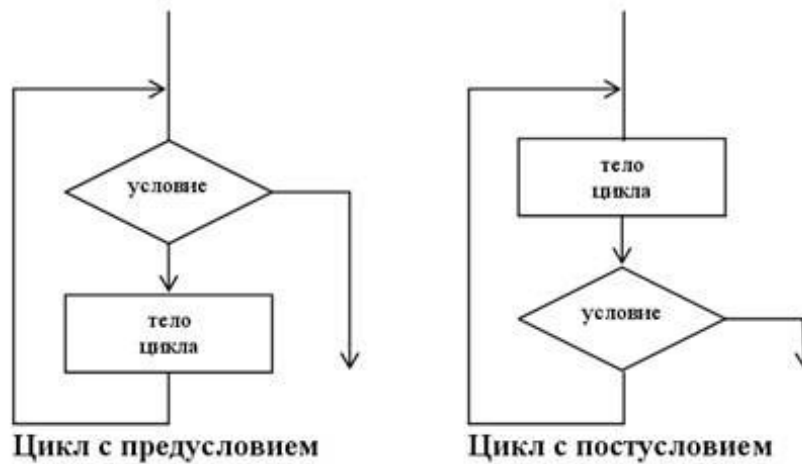 условие
тело
цикла
Цикл с предусловием
тело
цикла
условие
Цикл с постусловием